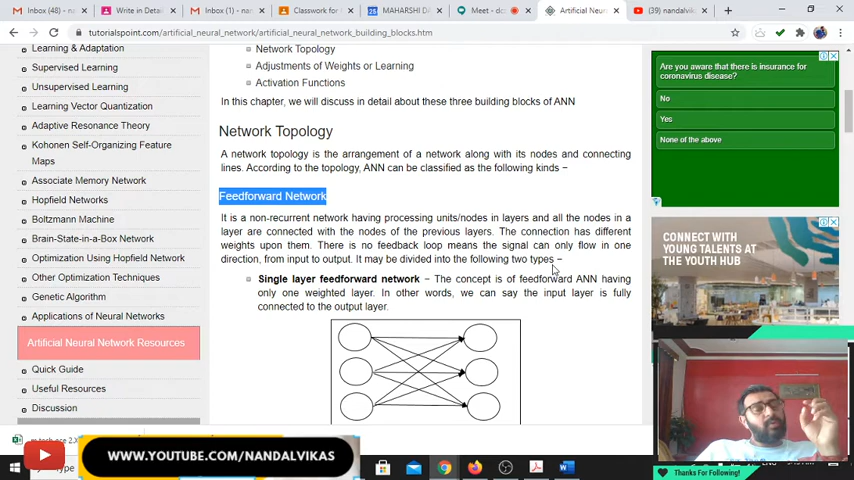 Inbox (48) - n
Write in Detai
Gmail
Inbox (1) - na
Classwork for
MAHARSHI DA
Meet - dc
Artificial Neu
(39) nandalvik
tutorialspoint.com/artificial_neural_network/artificial_neural_network_building_blocks.htm
Learning & Adaptation
Supervised Learning
Unsupervised Learning
Learning Vector Quantization
Adaptive Resonance Theory
Kohonen Self-Organizing Feature
Maps
Associate Memory Network
Hopfield Networks
Boltzmann Machine
Brain-State-in-a-Box Network
Optimization Using Hopfield Network
Other Optimization Techniques
Genetic Algorithm
Applications of Neural Networks
Artificial Neural Network Resources
Quick Guide
Useful Resources
Discussion
Network Topology
Adjustments of Weights or Learning
Activation Functions
In this chapter, we will discuss in detail about these three building blocks of ANN
Network Topology
A network topology is the arrangement of a network along with its nodes and connecting
lines. According to the topology, ANN can be classified as the following kinds −
Feedforward Network
It is a non-recurrent network having processing units/nodes in layers and all the nodes in a
layer are connected with the nodes of the previous layers. The connection has different
weights upon them. There is no feedback loop means the signal can only flow in one
direction, from input to output. It may be divided into the following two types −
Single layer feedforward network − The concept is of feedforward ANN having
only one weighted layer. In other words, we can say the input layer is fully
connected to the output layer.
Are you aware that there is insurance for
coronavirus disease?
No
Yes
None of the above
CONNECT WITH
YOUNG TALENTS AT
THE YOUTH HUB
WWW.YOUTUBE.COM/NANDALVIKAS
Type
Thanks For Following!